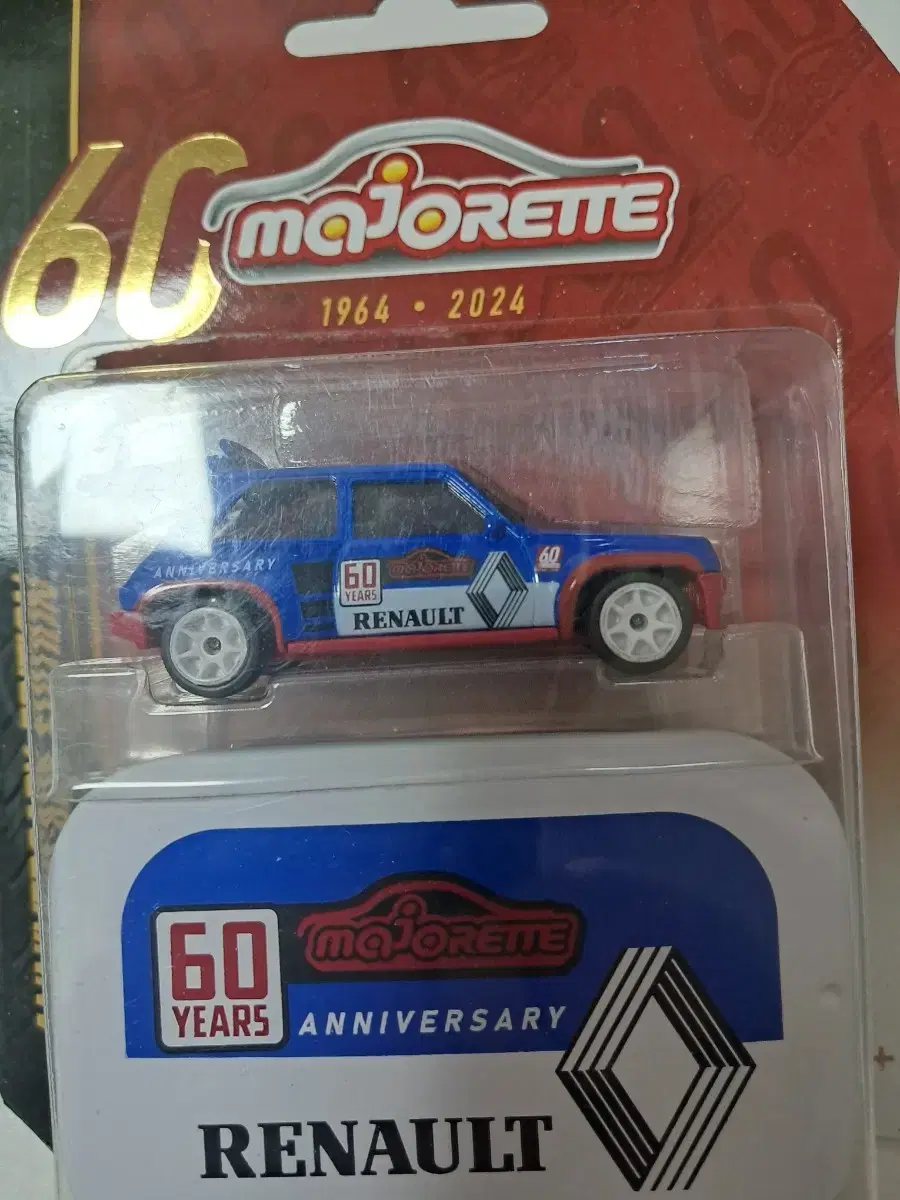 60
MAJORETTE
1964 • 2024
ANNIVERSARY
60
YEARS
MAJORETTE
RENAULT
60
60
YEARS
MAJORETTE
ANNIVERSARY
RENAULT